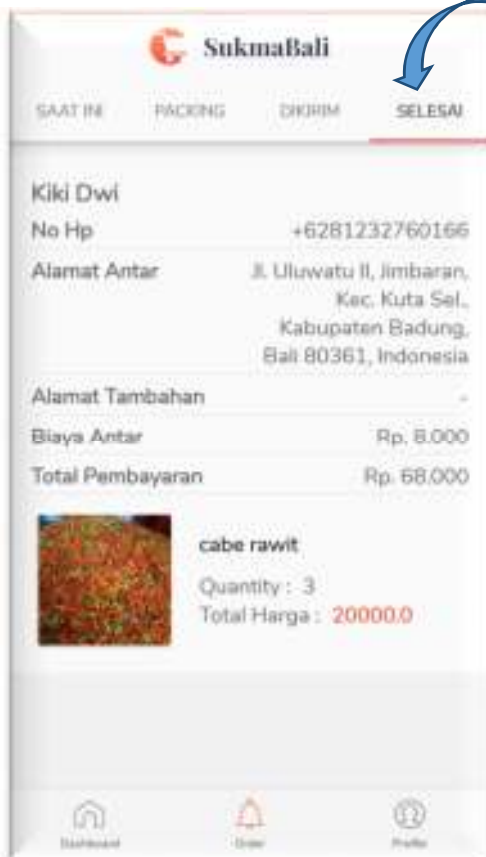 SukmaBali
SAAT INI PACKING DIKIRIM SELESAI
Kiki Dwi
No Hp +6281232760166
Alamat Antar Jl. Uluwatu II, Jimbaran,
Kec. Kuta Sel.,
Kabupaten Badung,
Bali 80361, Indonesia
Alamat Tambahan -
Biaya Antar Rp. 8.000
Total Pembayaran Rp. 68.000
cabe rawit
Quantity : 3
Total Harga : 20000.0
Dashboard Order Profile